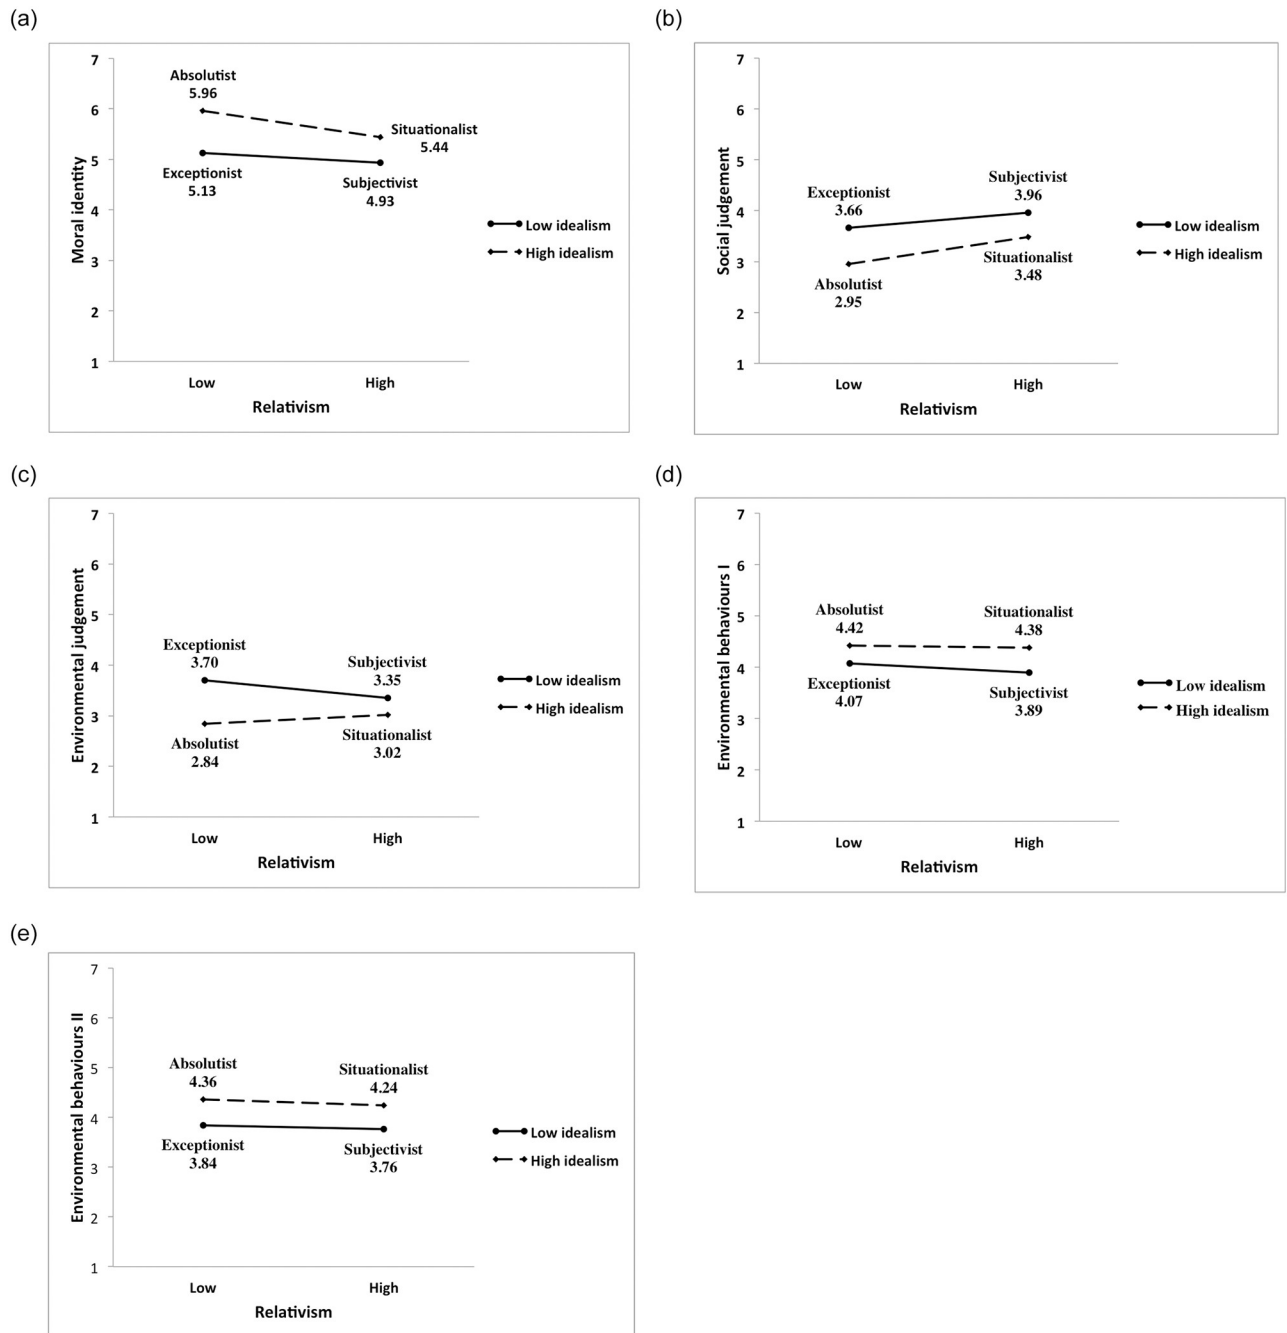 (a)
7
6
5
4
3
2
1
Moral identity
Absolutist
5.96
Situationalist
5.44
Exceptionist
5.13
Subjectivist
4.93
Low idealism
High idealism
Low
High
Relativism
(b)
7
6
5
4
3
2
1
Social judgement
Exceptionist
3.66
Subjectivist
3.96
Absolutist
2.95
Situationalist
3.48
Low idealism
High idealism
Low
High
Relativism
(c)
7
6
5
4
3
2
1
Environmental judgement
Exceptionist
3.70
Subjectivist
3.35
Absolutist
2.84
Situationalist
3.02
Low idealism
High idealism
Low
High
Relativism
(d)
7
6
5
4
3
2
1
Environmental behaviours I
Absolutist
4.42
Situationalist
4.38
Exceptionist
4.07
Subjectivist
3.89
Low idealism
High idealism
Low
High
Relativism
(e)
7
6
5
4
3
2
1
Environmental behaviours II
Absolutist
4.36
Situationalist
4.24
Exceptionist
3.84
Subjectivist
3.76
Low idealism
High idealism
Low
High
Relativism